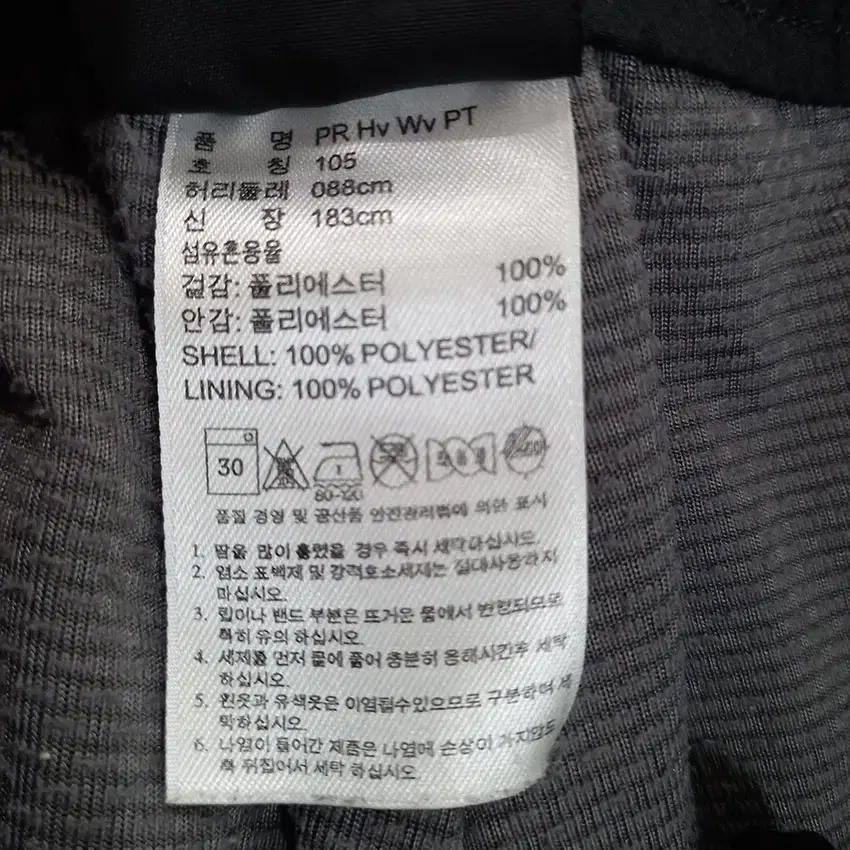 품 명 PR Hv Wv PT
호 칭 105
허리둘레 088cm
신 장 183cm
섬유혼용율
겉감: 폴리에스터 100%
안감: 폴리에스터 100%
SHELL: 100% POLYESTER/
LINING: 100% POLYESTER
30
80-120
품질 경영 및 공산품 안전관리법에 의한 표시
1. 땀을 많이 흘렸을 경우 즉시 세탁하십시오.
2. 염소 표백제 및 강력효소세제는 절대사용하지
마십시오.
3. 힙이나 밴드 부분은 뜨거운 물에서 변형되므로
특히 유의 하십시오.
4. 세제를 먼저 물에 풀어 충분히 용해시킨후 세탁
하십시오.
5. 흰옷과 유색옷은 이염될수있으므로 구분하여 세
탁하십시오.
6. 나염이 들어간 제품은 나염에 손상이 가지않도
록 뒤집어서 세탁 하십시오.